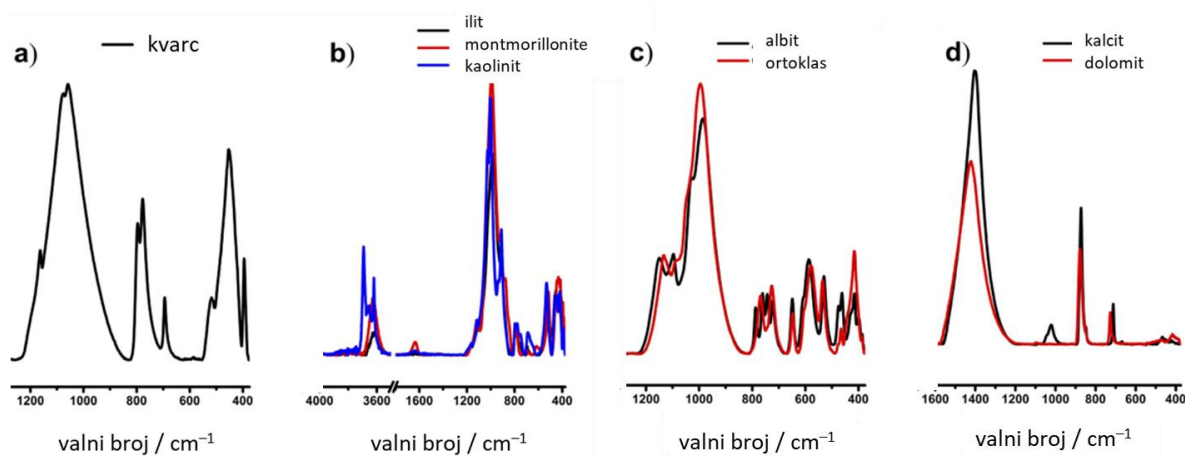 a)
kvarc
1200 1000 800 600 400
valni broj / cm⁻¹
b)
ilit
montmorillonite
kaolinit
4000 3600 1600 1200 800 400
valni broj / cm⁻¹
c)
albit
ortoklas
1200 1000 800 600 400
valni broj / cm⁻¹
d)
kalcit
dolomit
1600 1400 1200 1000 800 600 400
valni broj / cm⁻¹